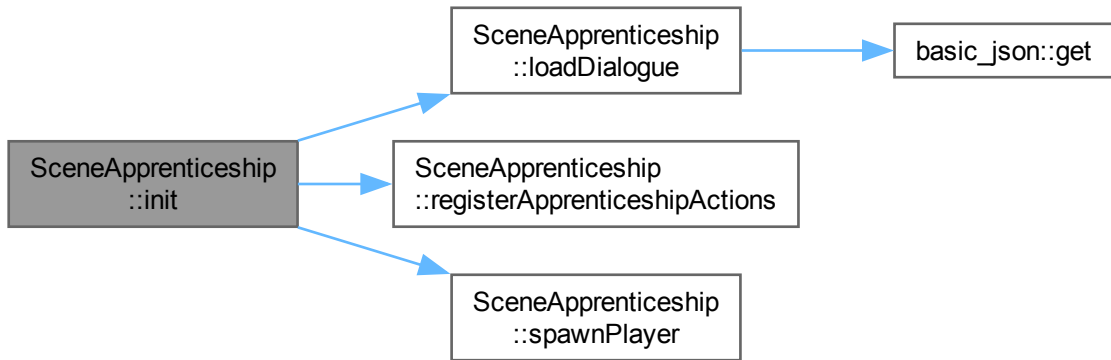 SceneApprenticeship
::init
SceneApprenticeship
::loadDialogue
basic_json::get
SceneApprenticeship
::registerApprenticeshipActions
SceneApprenticeship
::spawnPlayer